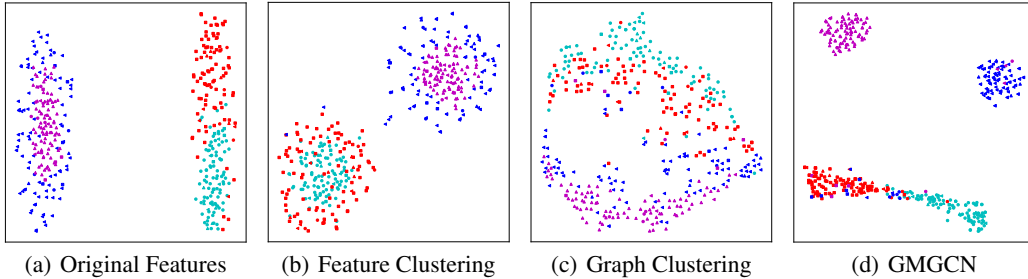 (a) Original Features
(b) Feature Clustering
(c) Graph Clustering
(d) GMGCN